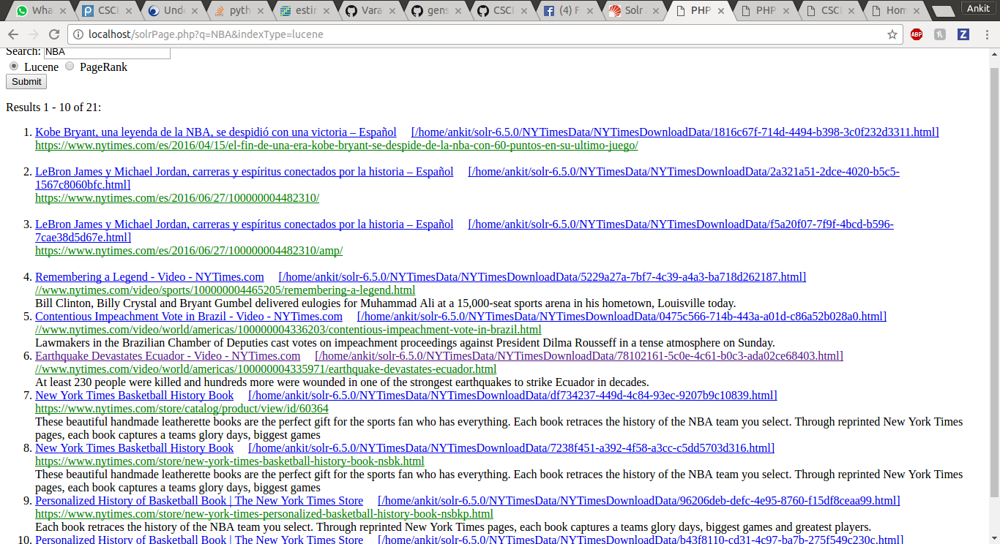 Wha
CSCI
Und
pyth
estir
Vara
gens
CSCI
(4) F
Solr
PHP
PHP
CSCI
Hom
Ankit
localhost/solrPage.php?q=NBA&indexType=lucene
ABP
Z
Search: NBA
Lucene PageRank
Submit
Results 1 - 10 of 21:
1. Kobe Bryant, una leyenda de la NBA, se despidió con una victoria – Español [/home/ankit/solr-6.5.0/NYTimesData/NYTimesDownloadData/1816c67f-714d-4494-b398-3c0f232d3311.html]
https://www.nytimes.com/es/2016/04/15/el-fin-de-una-era-kobe-bryant-se-despide-de-la-nba-con-60-puntos-en-su-ultimo-juego/
2. LeBron James y Michael Jordan, carreras y espíritus conectados por la historia – Español [/home/ankit/solr-6.5.0/NYTimesData/NYTimesDownloadData/2a321a51-2dce-4020-b5c5-
1567c8060bfc.html]
https://www.nytimes.com/es/2016/06/27/100000004482310/
3. LeBron James y Michael Jordan, carreras y espíritus conectados por la historia – Español [/home/ankit/solr-6.5.0/NYTimesData/NYTimesDownloadData/f5a20f07-7f9f-4bcd-b596-
7cae38d5d67e.html]
https://www.nytimes.com/es/2016/06/27/100000004482310/amp/
4. Remembering a Legend - Video - NYTimes.com [/home/ankit/solr-6.5.0/NYTimesData/NYTimesDownloadData/5229a27a-7bf7-4c39-a4a3-ba718d262187.html]
//www.nytimes.com/video/sports/100000004465205/remembering-a-legend.html
Bill Clinton, Billy Crystal and Bryant Gumbel delivered eulogies for Muhammad Ali at a 15,000-seat sports arena in his hometown, Louisville today.
5. Contentious Impeachment Vote in Brazil - Video - NYTimes.com [/home/ankit/solr-6.5.0/NYTimesData/NYTimesDownloadData/0475c566-714b-443a-a01d-c86a52b028a0.html]
//www.nytimes.com/video/world/americas/100000004336203/contentious-impeachment-vote-in-brazil.html
Lawmakers in the Brazilian Chamber of Deputies cast votes on impeachment proceedings against President Dilma Rousseff in a tense atmosphere on Sunday.
6. Earthquake Devastates Ecuador - Video - NYTimes.com [/home/ankit/solr-6.5.0/NYTimesData/NYTimesDownloadData/78102161-5c0e-4c61-b0c3-ada02ce68403.html]
//www.nytimes.com/video/world/americas/100000004335971/earthquake-devastates-ecuador.html
At least 230 people were killed and hundreds more were wounded in one of the strongest earthquakes to strike Ecuador in decades.
7. New York Times Basketball History Book [/home/ankit/solr-6.5.0/NYTimesData/NYTimesDownloadData/df734237-449d-4c84-93ec-9207b9c10839.html]
https://www.nytimes.com/store/catalog/product/view/id/60364
These beautiful handmade leatherette books are the perfect gift for the sports fan who has everything. Each book retraces the history of the NBA team you select. Through reprinted New York Times
pages, each book captures a teams glory days, biggest games
8. New York Times Basketball History Book [/home/ankit/solr-6.5.0/NYTimesData/NYTimesDownloadData/7238f451-a392-4f58-a3cc-c5dd5703d316.html]
https://www.nytimes.com/store/new-york-times-basketball-history-book-nsbk.html
These beautiful handmade leatherette books are the perfect gift for the sports fan who has everything. Each book retraces the history of the NBA team you select. Through reprinted New York Times
pages, each book captures a teams glory days, biggest games
9. Personalized History of Basketball Book | The New York Times Store [/home/ankit/solr-6.5.0/NYTimesData/NYTimesDownloadData/96206deb-defc-4e95-8760-f15df8ceaa99.html]
https://www.nytimes.com/store/new-york-times-personalized-basketball-history-book-nsbkp.html
Each book retraces the history of the NBA team you select. Through reprinted New York Times pages, each book captures a teams glory days, biggest games and greatest players.
10. Personalized History of Basketball Book | The New York Times Store [/home/ankit/solr-6.5.0/NYTimesData/NYTimesDownloadData/b43f8110-cd31-4c97-ba7b-275f549c230c.html]